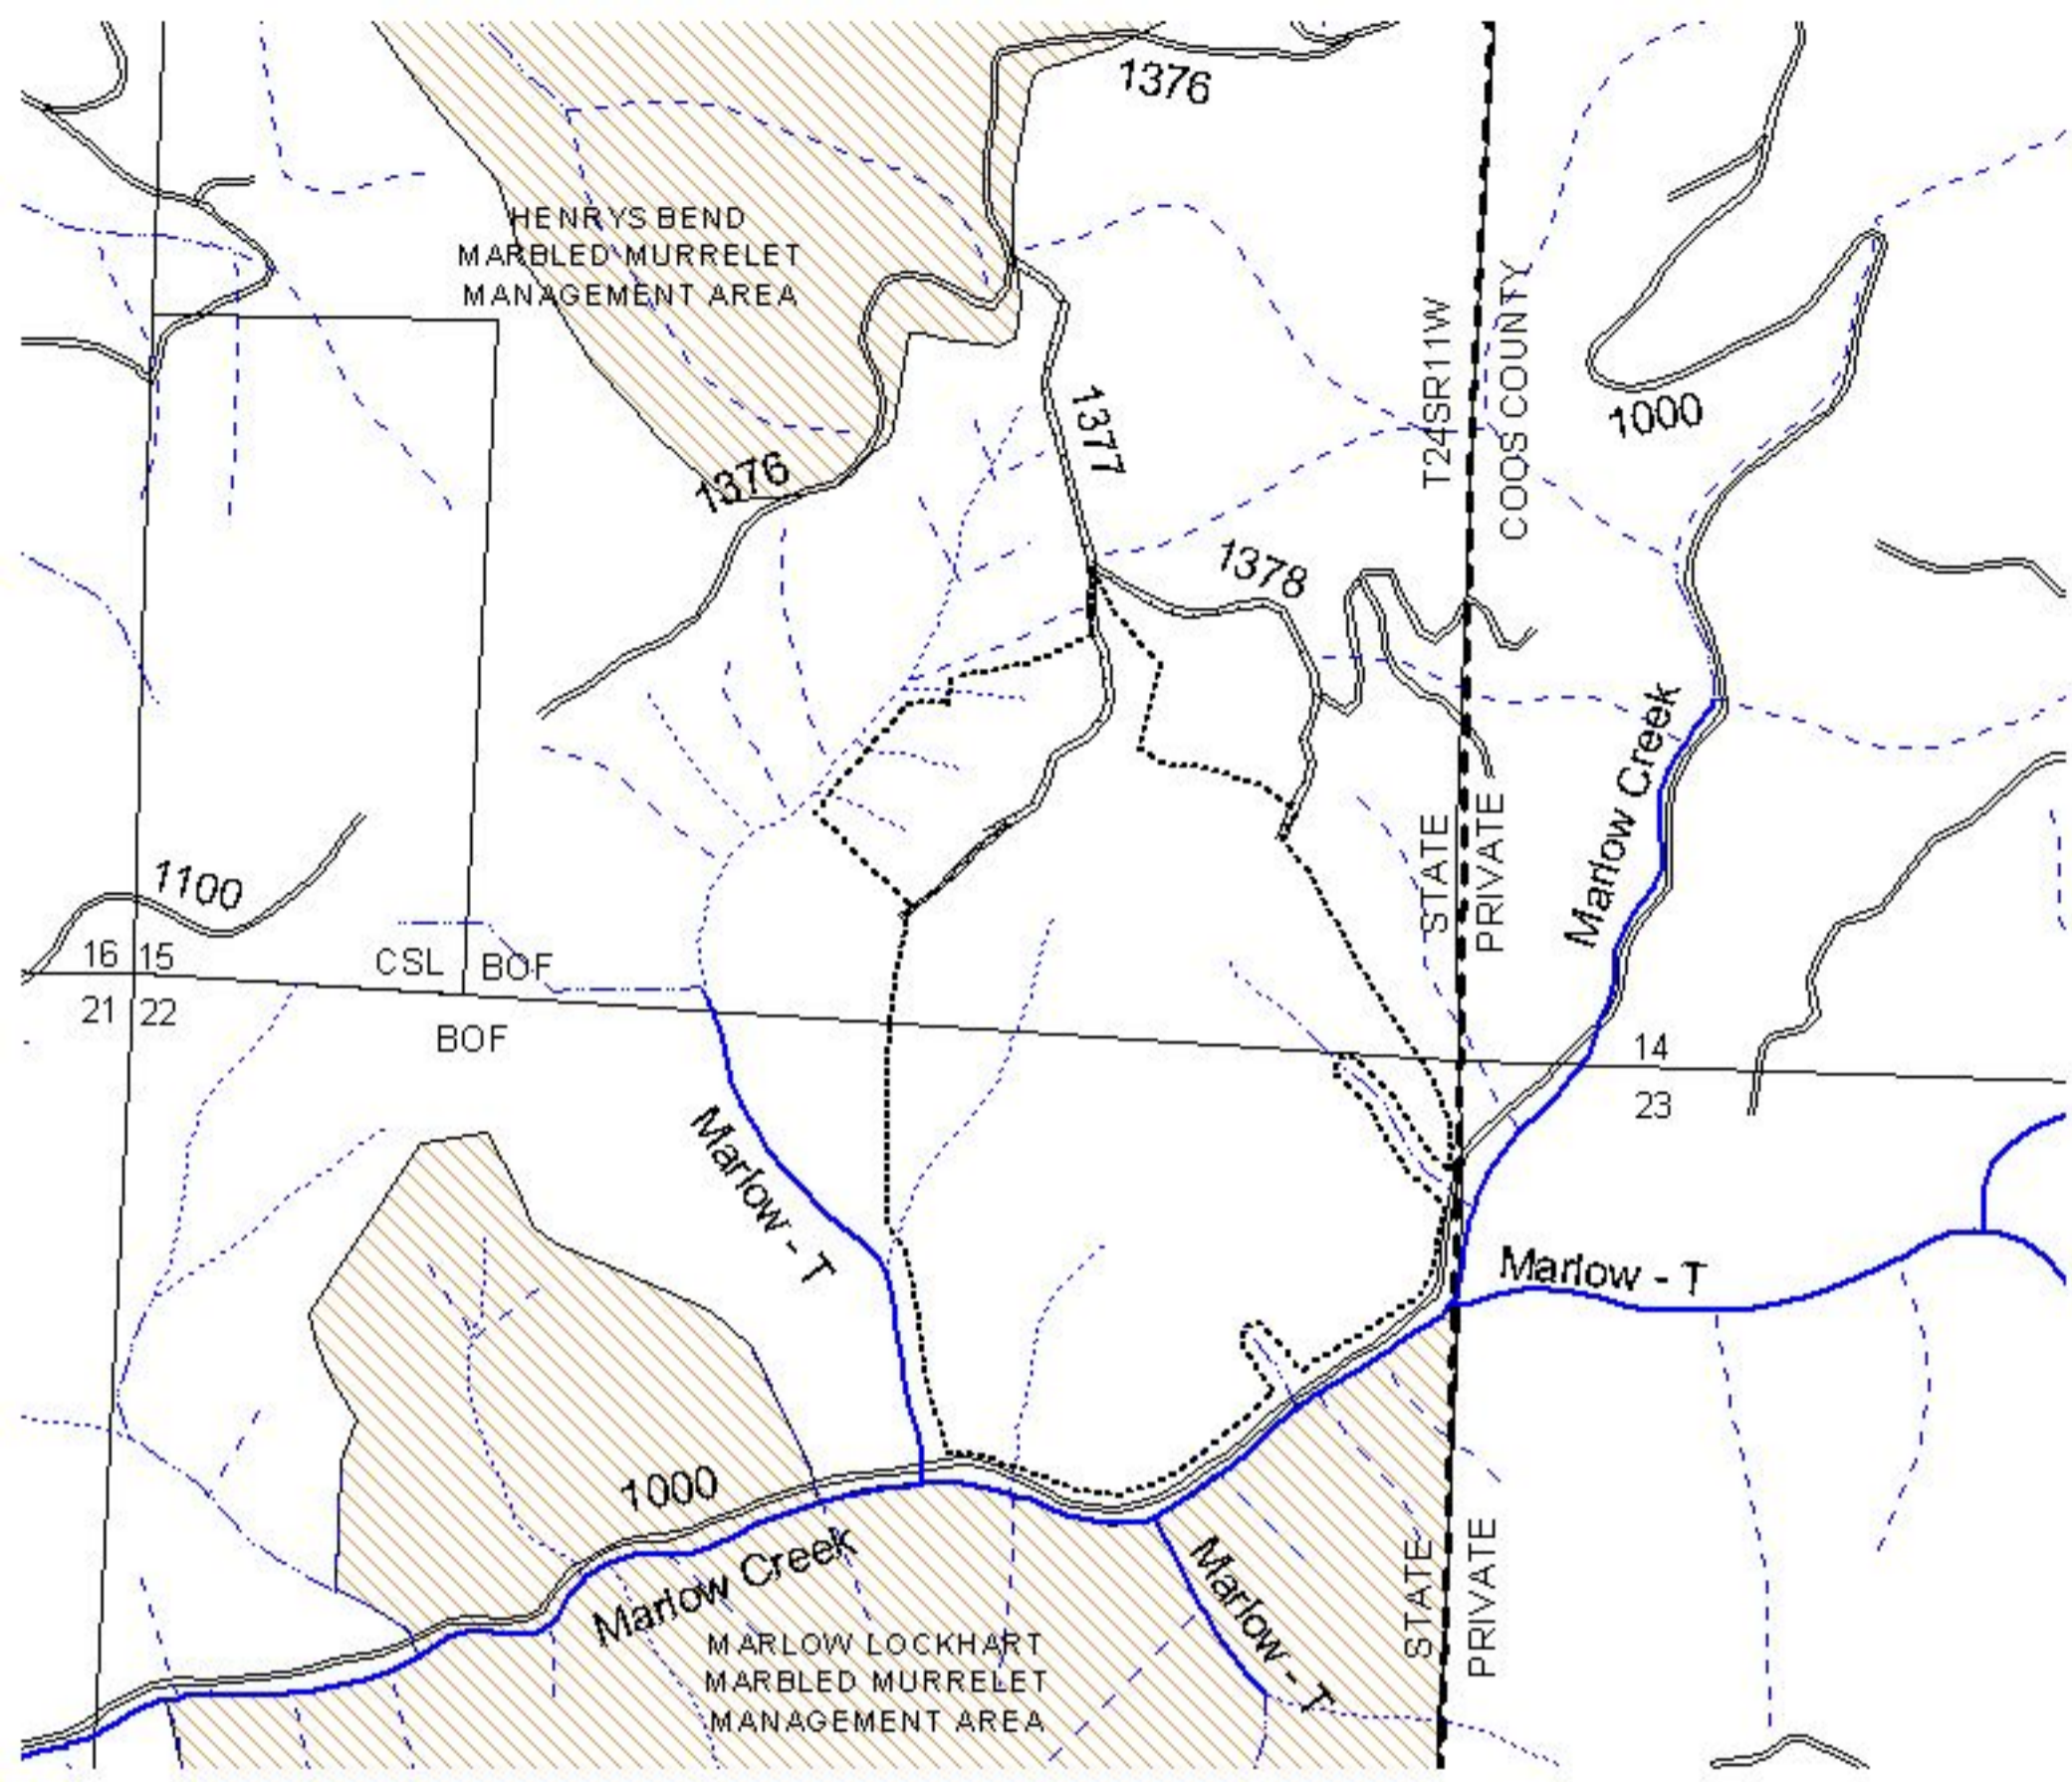 1376
HENRYS BEND
MARBLED MURRELET
MANAGEMENT AREA
T24SR11W
COOS COUNTY
1000
1377
1376
1378
Marlow Creek
STATE
PRIVATE
1100
16 15
CSL BOF
21 22
BOF
14
23
Marlow - T
Marlow - T
1000
Marlow Creek
Marlow - T
STATE
PRIVATE
MARLOW LOCKHART
MARBLED MURRELET
MANAGEMENT AREA